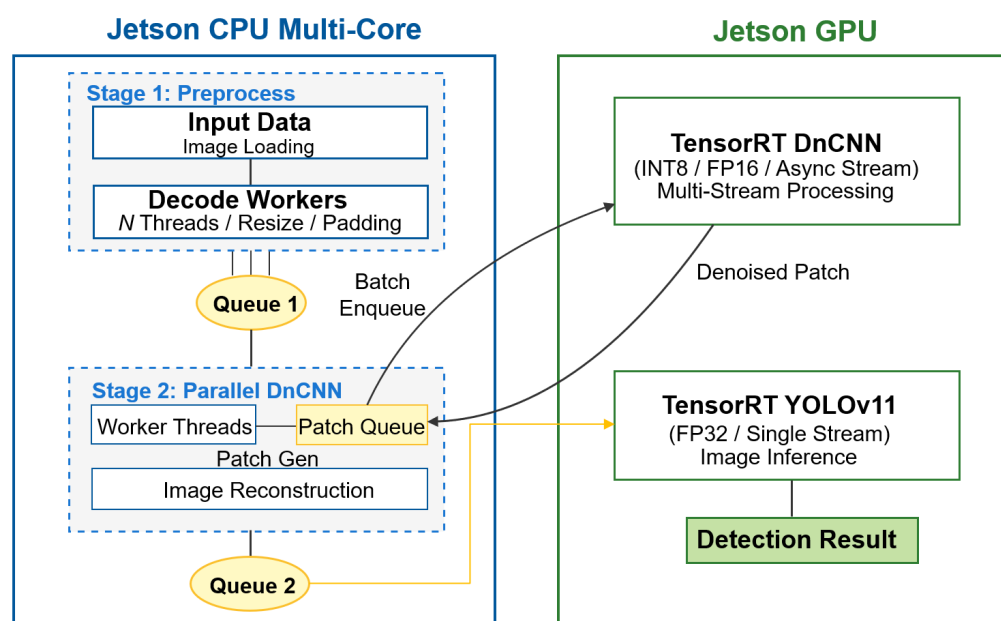 Jetson CPU Multi-Core
Stage 1: Preprocess
Input Data
Image Loading
Decode Workers
N Threads / Resize / Padding
Queue 1
Batch
Enqueue
Stage 2: Parallel DnCNN
Worker Threads
Patch Queue
Patch Gen
Image Reconstruction
Queue 2
Jetson GPU
TensorRT DnCNN
(INT8 / FP16 / Async Stream)
Multi-Stream Processing
Denoised Patch
TensorRT YOLOv11
(FP32 / Single Stream)
Image Inference
Detection Result